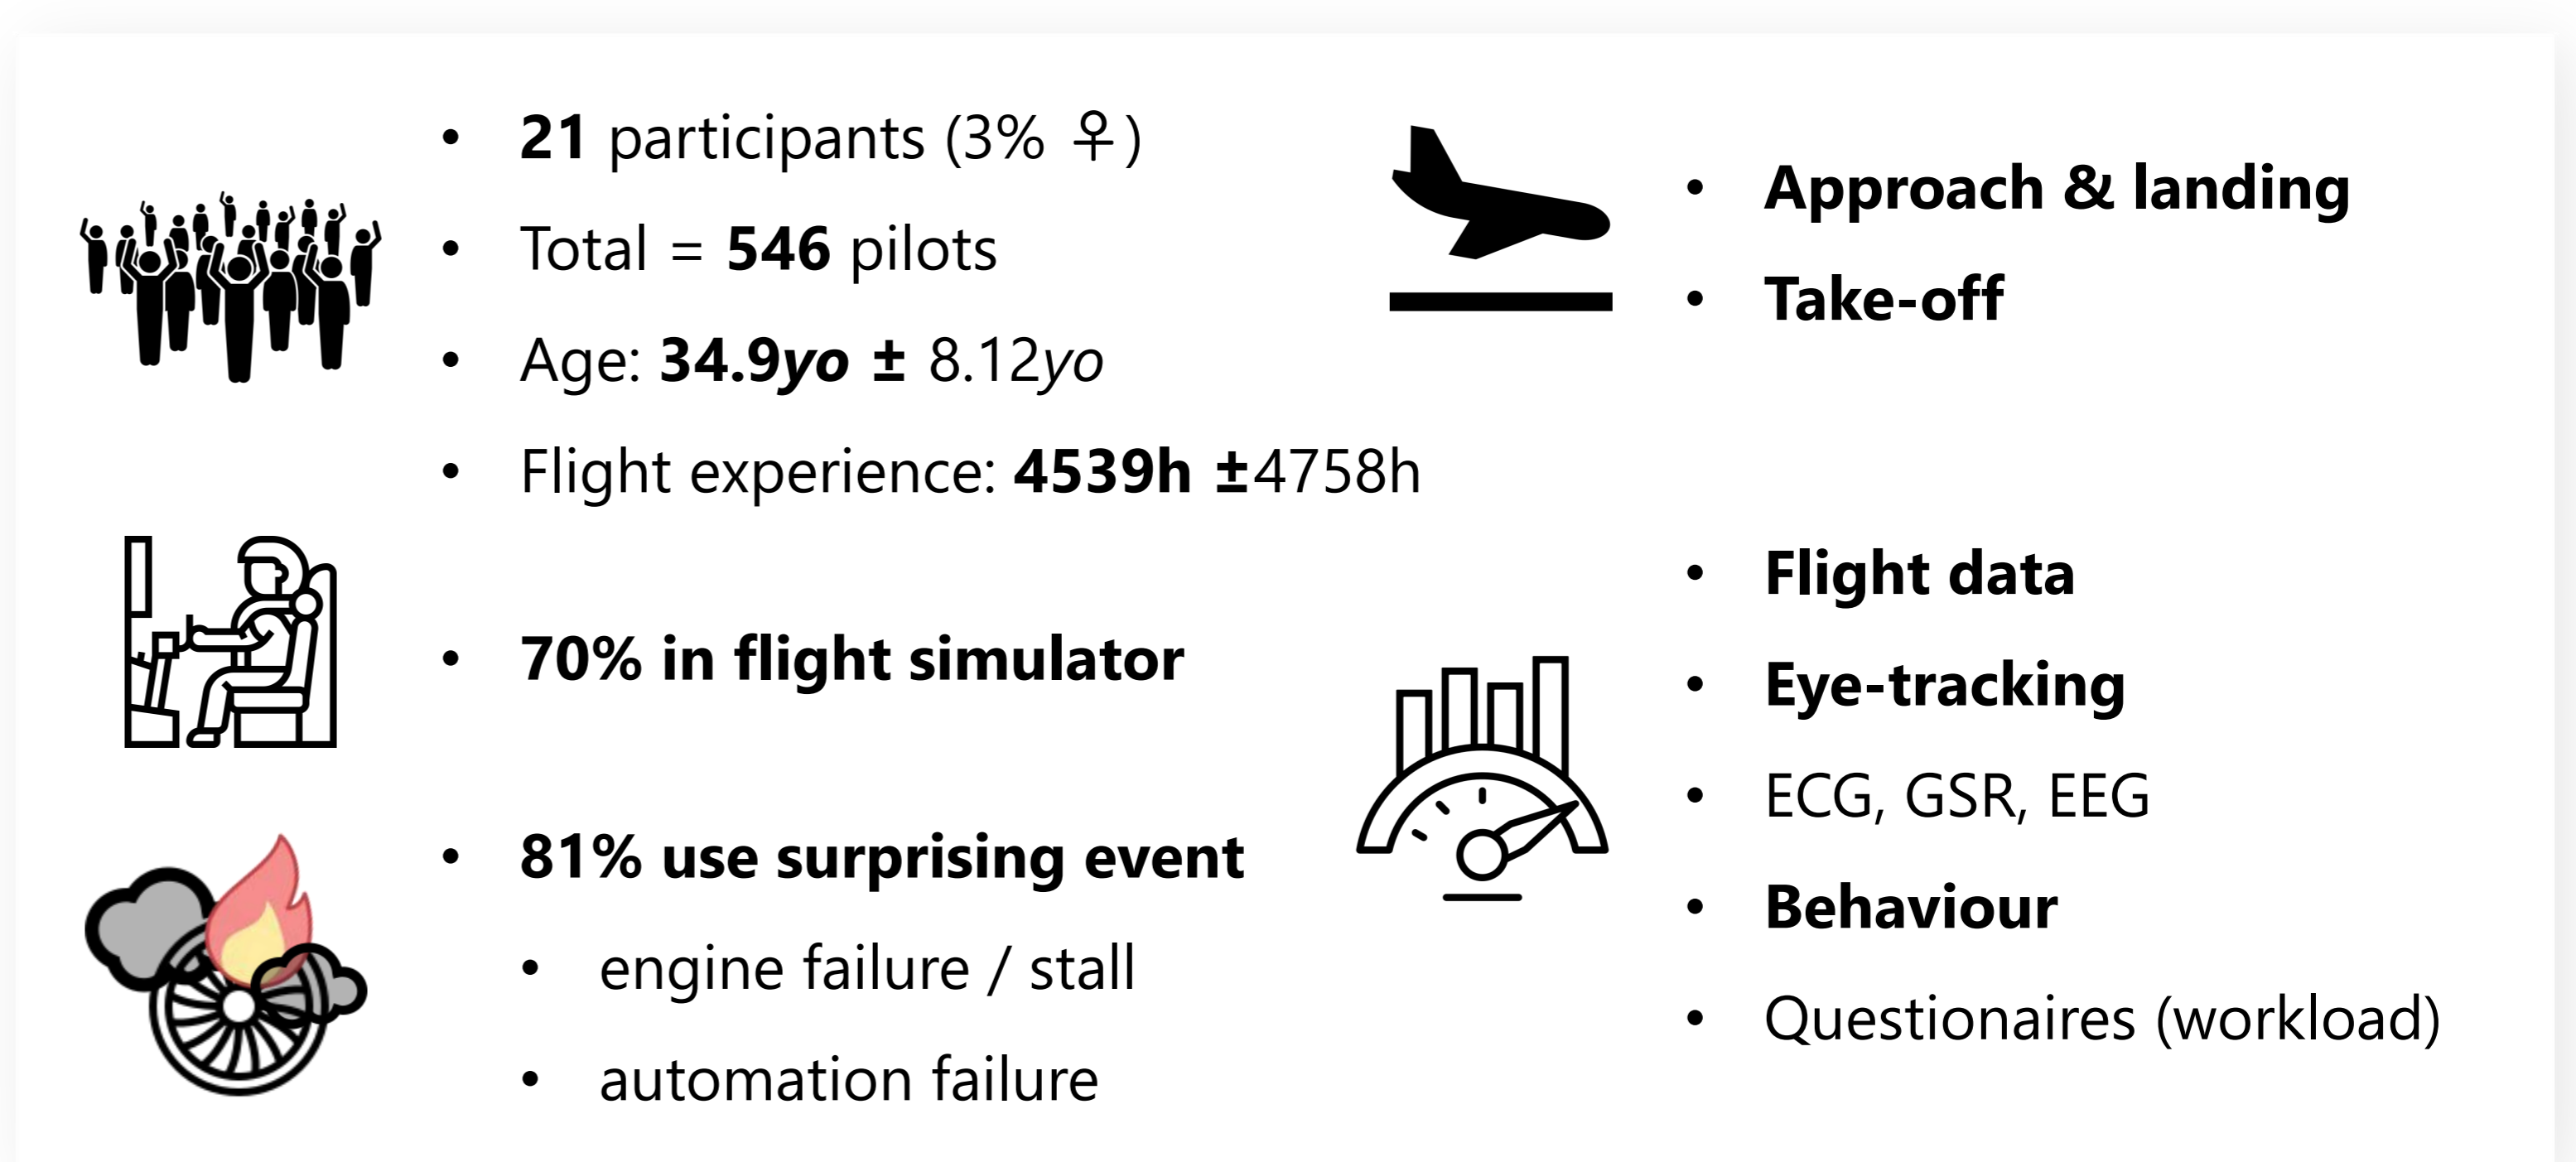 • 21 participants (3% ♀)
• Total = 546 pilots
• Age: 34.9yo ± 8.12yo
• Flight experience: 4539h ±4758h
• 70% in flight simulator
• 81% use surprising event
• engine failure / stall
• automation failure
• Approach & landing
• Take-off
• Flight data
• Eye-tracking
• ECG, GSR, EEG
• Behaviour
• Questionaires (workload)